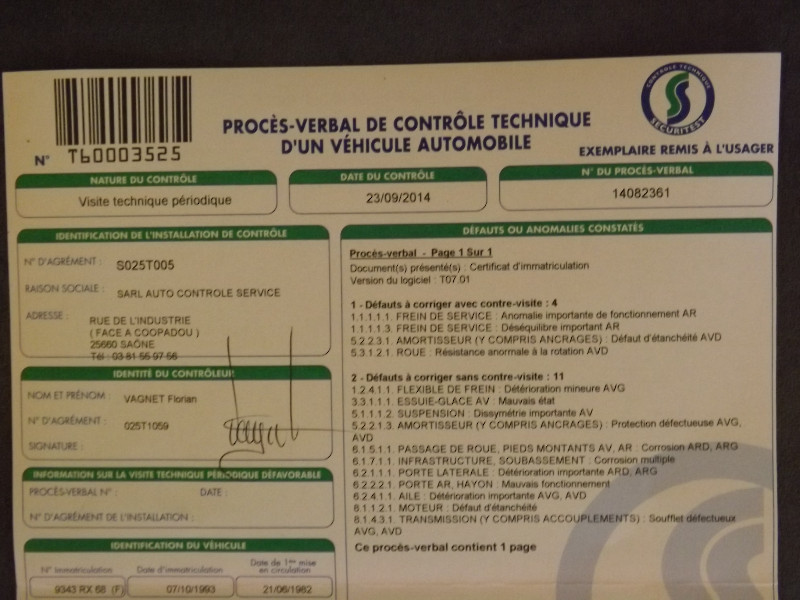 N° T60003525
PROCÈS-VERBAL DE CONTRÔLE TECHNIQUE
D'UN VÉHICULE AUTOMOBILE
CONTROLE TECHNIQUE
SECURITEST
EXEMPLAIRE REMIS À L'USAGER
NATURE DU CONTRÔLE
Visite technique périodique
DATE DU CONTRÔLE
23/09/2014
N° DU PROCÈS-VERBAL
14082361
IDENTIFICATION DE L'INSTALLATION DE CONTRÔLE
N° D'AGRÉMENT : S025T005
RAISON SOCIALE : SARL AUTO CONTROLE SERVICE
ADRESSE : RUE DE L'INDUSTRIE
( FACE A COOPADOU )
25660 SAÔNE
Tél : 03 81 55 97 56
IDENTITÉ DU CONTRÔLEUR
NOM ET PRÉNOM : VAGNET Florian
N° D'AGRÉMENT : 025T1059
SIGNATURE :
INFORMATION SUR LA VISITE TECHNIQUE PÉRIODIQUE DÉFAVORABLE
PROCÈS-VERBAL N° : DATE :
N° D'AGRÉMENT DE L'INSTALLATION :
IDENTIFICATION DU VÉHICULE
N° Immatriculation Date d'immatriculation Date de 1ère mise
en circulation
9343 RX 68 (F) 07/10/1993 21/06/1982
DÉFAUTS OU ANOMALIES CONSTATÉS
Procès-verbal - Page 1 Sur 1
Document(s) présenté(s) : Certificat d'immatriculation
Version du logiciel : T07.01
1 - Défauts à corriger avec contre-visite : 4
1.1.1.1.1. FREIN DE SERVICE : Anomalie importante de fonctionnement AR
1.1.1.1.3. FREIN DE SERVICE : Déséquilibre important AR
5.2.2.3.1. AMORTISSEUR (Y COMPRIS ANCRAGES) : Défaut d'étanchéité AVD
5.3.1.2.1. ROUE : Résistance anormale à la rotation AVD
2 - Défauts à corriger sans contre-visite : 11
1.2.4.1.1. FLEXIBLE DE FREIN : Détérioration mineure AVG
3.3.1.1.1. ESSUIE-GLACE AV : Mauvais état
5.1.1.1.2. SUSPENSION : Dissymétrie importante AV
5.2.2.1.3. AMORTISSEUR (Y COMPRIS ANCRAGES) : Protection défectueuse AVG,
AVD
6.1.5.1.1. PASSAGE DE ROUE, PIEDS MONTANTS AV, AR : Corrosion ARD, ARG
6.1.7.1.1. INFRASTRUCTURE, SOUBASSEMENT : Corrosion multiple
6.2.1.1.1. PORTE LATERALE : Détérioration importante ARD, ARG
6.2.2.2.1. PORTE AR, HAYON : Mauvais fonctionnement
6.2.4.1.1. AILE : Détérioration importante AVG, AVD
8.1.1.2.1. MOTEUR : Défaut d'étanchéité
8.1.4.3.1. TRANSMISSION (Y COMPRIS ACCOUPLEMENTS) : Soufflet défectueux
AVG, AVD
Ce procès-verbal contient 1 page